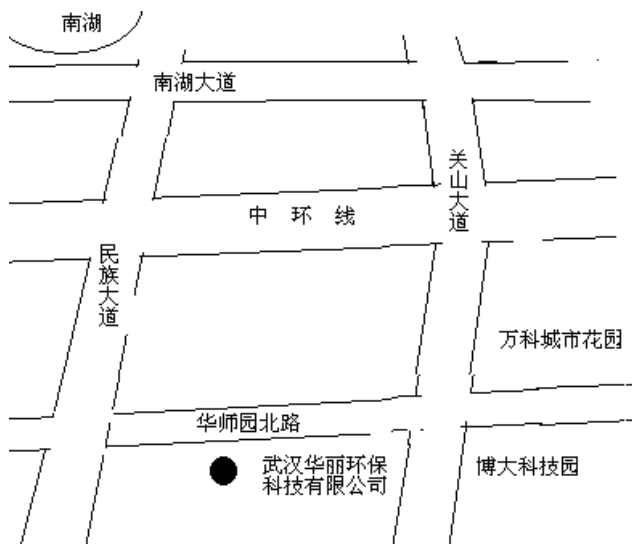 南湖
南湖大道
关山大道
中环线
民族大道
万科城市花园
华师园北路
武汉华丽环保
科技有限公司
博大科技园